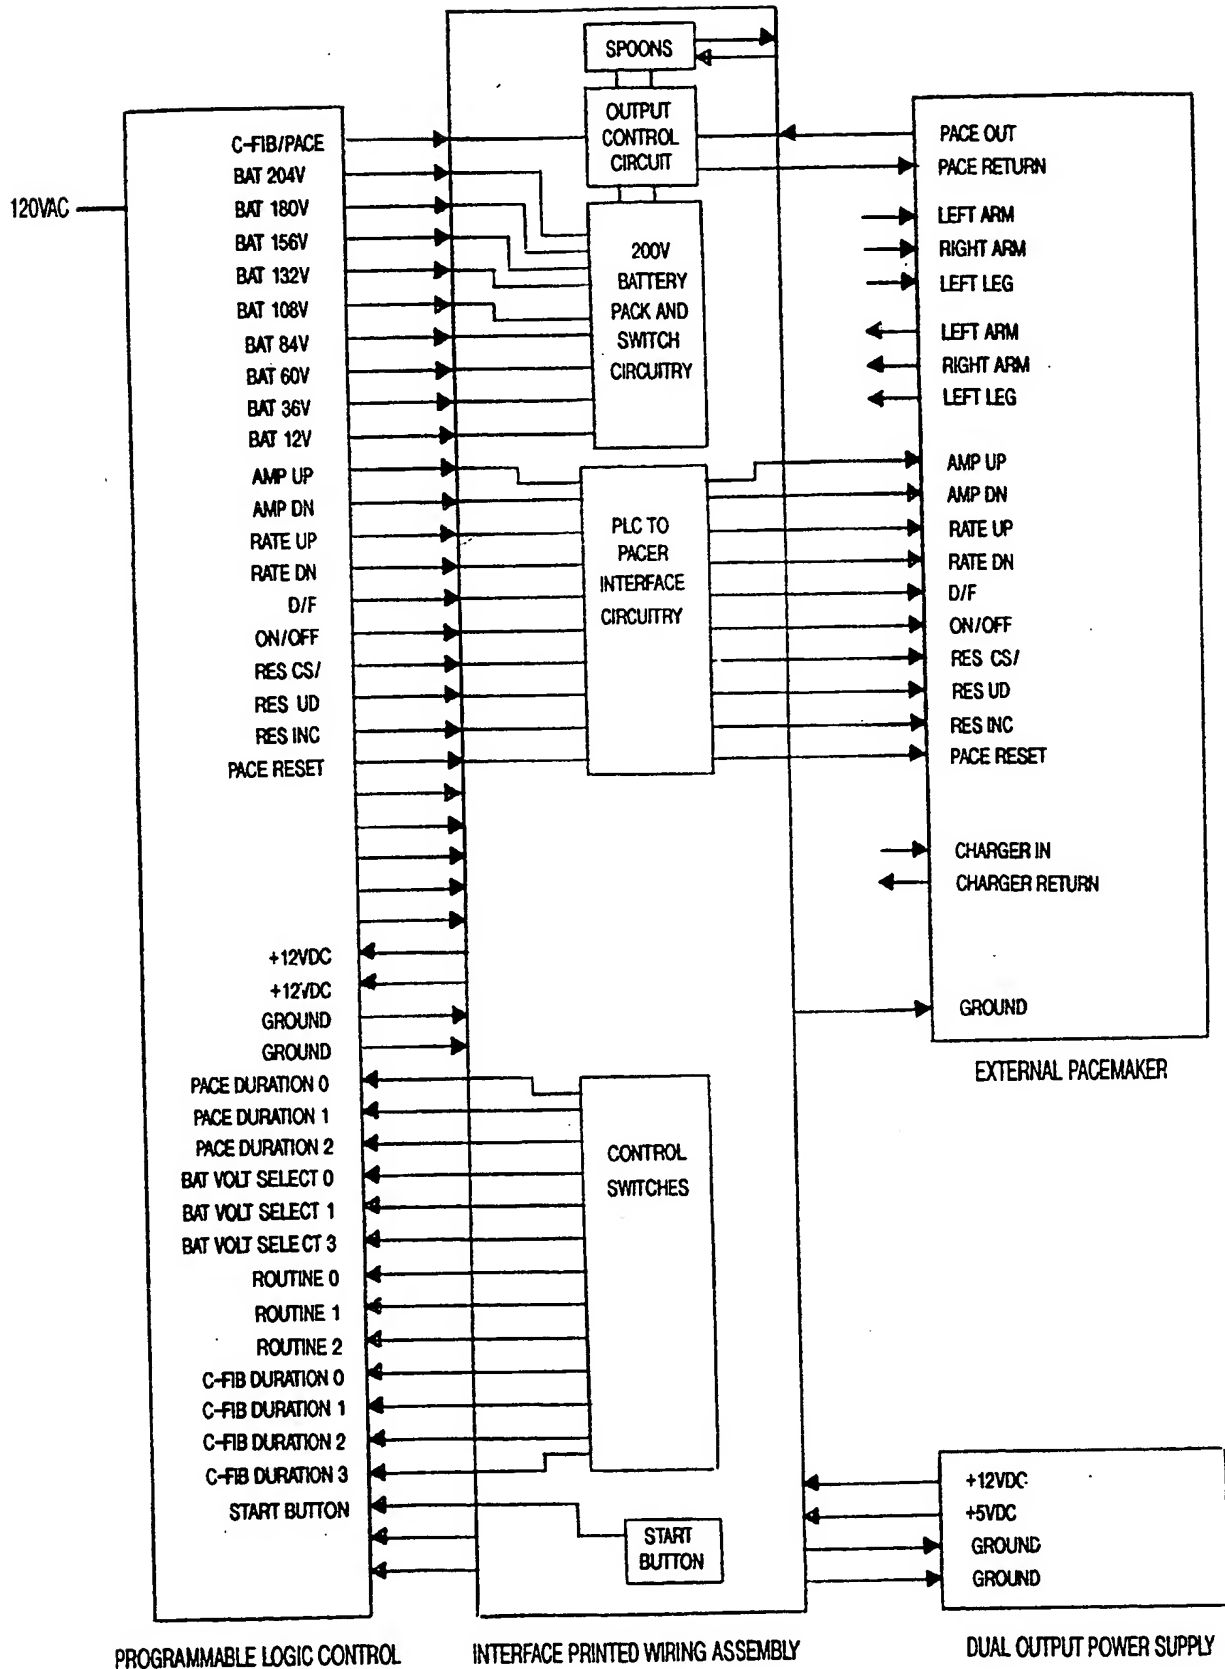 120VAC
C-FIB/PACE
BAT 204V
BAT 180V
BAT 156V
BAT 132V
BAT 108V
BAT 84V
BAT 60V
BAT 36V
BAT 12V
AMP UP
AMP DN
RATE UP
RATE DN
D/F
ON/OFF
RES CS/
RES UD
RES INC
PACE RESET
+12VDC
+12VDC
GROUND
GROUND
PACE DURATION 0
PACE DURATION 1
PACE DURATION 2
BAT VOLT SELECT 0
BAT VOLT SELECT 1
BAT VOLT SELECT 3
ROUTINE 0
ROUTINE 1
ROUTINE 2
C-FIB DURATION 0
C-FIB DURATION 1
C-FIB DURATION 2
C-FIB DURATION 3
START BUTTON
PROGRAMMABLE LOGIC CONTROL
SPOONS
OUTPUT
CONTROL
CIRCUIT
200V
BATTERY
PACK AND
SWITCH
CIRCUITRY
PLC TO
PACER
INTERFACE
CIRCUITRY
CONTROL
SWITCHES
START
BUTTON
INTERFACE PRINTED WIRING ASSEMBLY
PACE OUT
PACE RETURN
LEFT ARM
RIGHT ARM
LEFT LEG
LEFT ARM
RIGHT ARM
LEFT LEG
AMP UP
AMP DN
RATE UP
RATE DN
D/F
ON/OFF
RES CS/
RES UD
RES INC
PACE RESET
CHARGER IN
CHARGER RETURN
GROUND
EXTERNAL PACEMAKER
+12VDC
+5VDC
GROUND
GROUND
DUAL OUTPUT POWER SUPPLY